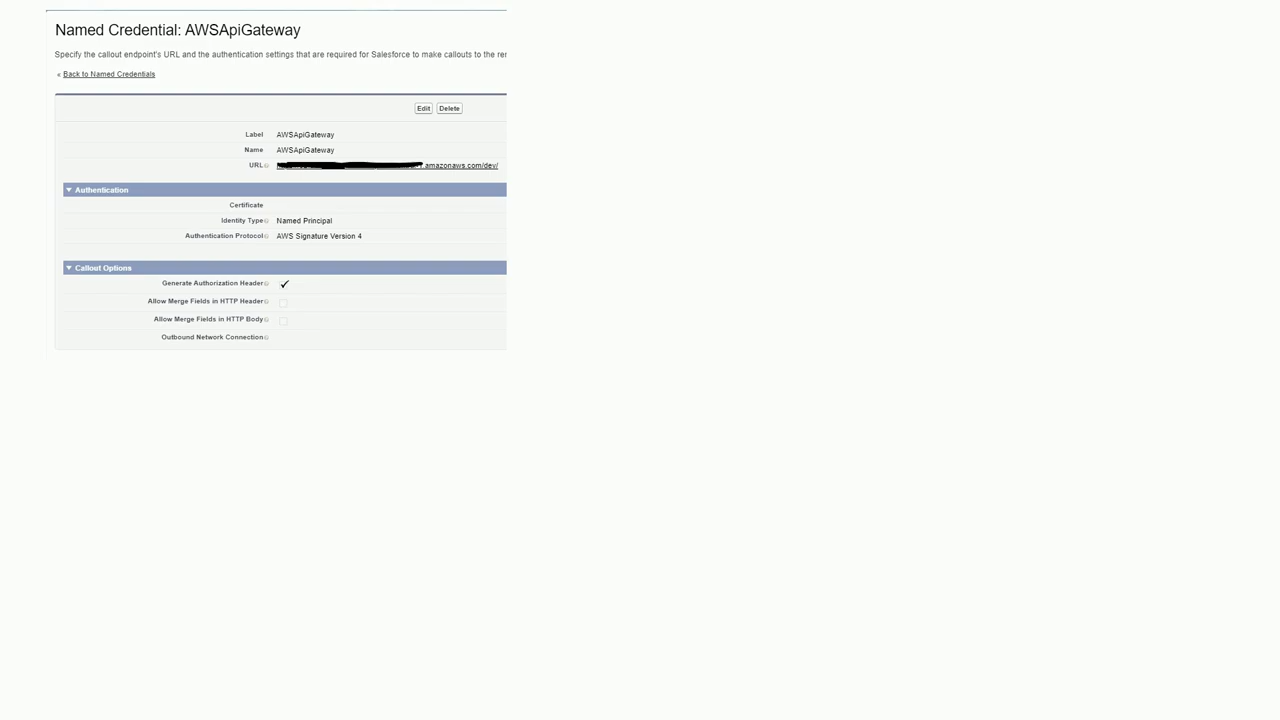 Named Credential: AWSApiGateway
Specify the callout endpoint's URL and the authentication settings that are required for Salesforce to make callouts to the
« Back to Named Credentials
Edit Delete
Label AWSApiGateway
Name AWSApiGateway
URL .amazonaws.com/dev/
Authentication
Certificate
Identity Type Named Principal
Authentication Protocol AWS Signature Version 4
Callout Options
Generate Authorization Header
Allow Merge Fields in HTTP Header
Allow Merge Fields in HTTP Body
Outbound Network Connection